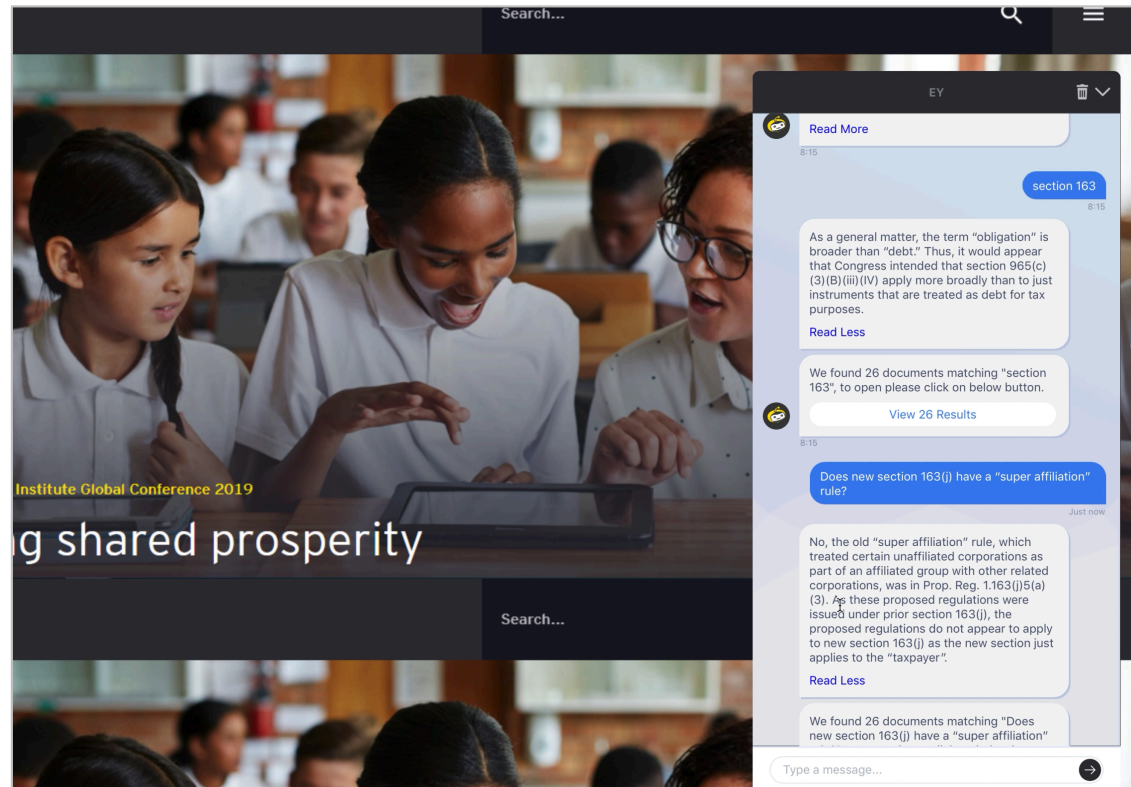 Search...
Institute Global Conference 2019
g shared prosperity
Search...
EY
Read More
8:15
section 163
8:15
As a general matter, the term “obligation” is
broader than “debt.” Thus, it would appear
that Congress intended that section 965(c)
(3)(B)(iii)(IV) apply more broadly than to just
instruments that are treated as debt for tax
purposes.
Read Less
We found 26 documents matching "section
163", to open please click on below button.
View 26 Results
8:15
Does new section 163(j) have a “super affiliation”
rule?
Just now
No, the old “super affiliation” rule, which
treated certain unaffiliated corporations as
part of an affiliated group with other related
corporations, was in Prop. Reg. 1.163(j)5(a)
(3). As these proposed regulations were
issued under prior section 163(j), the
proposed regulations do not appear to apply
to new section 163(j) as the new section just
applies to the “taxpayer”.
Read Less
We found 26 documents matching "Does
new section 163(j) have a “super affiliation”
Type a message...